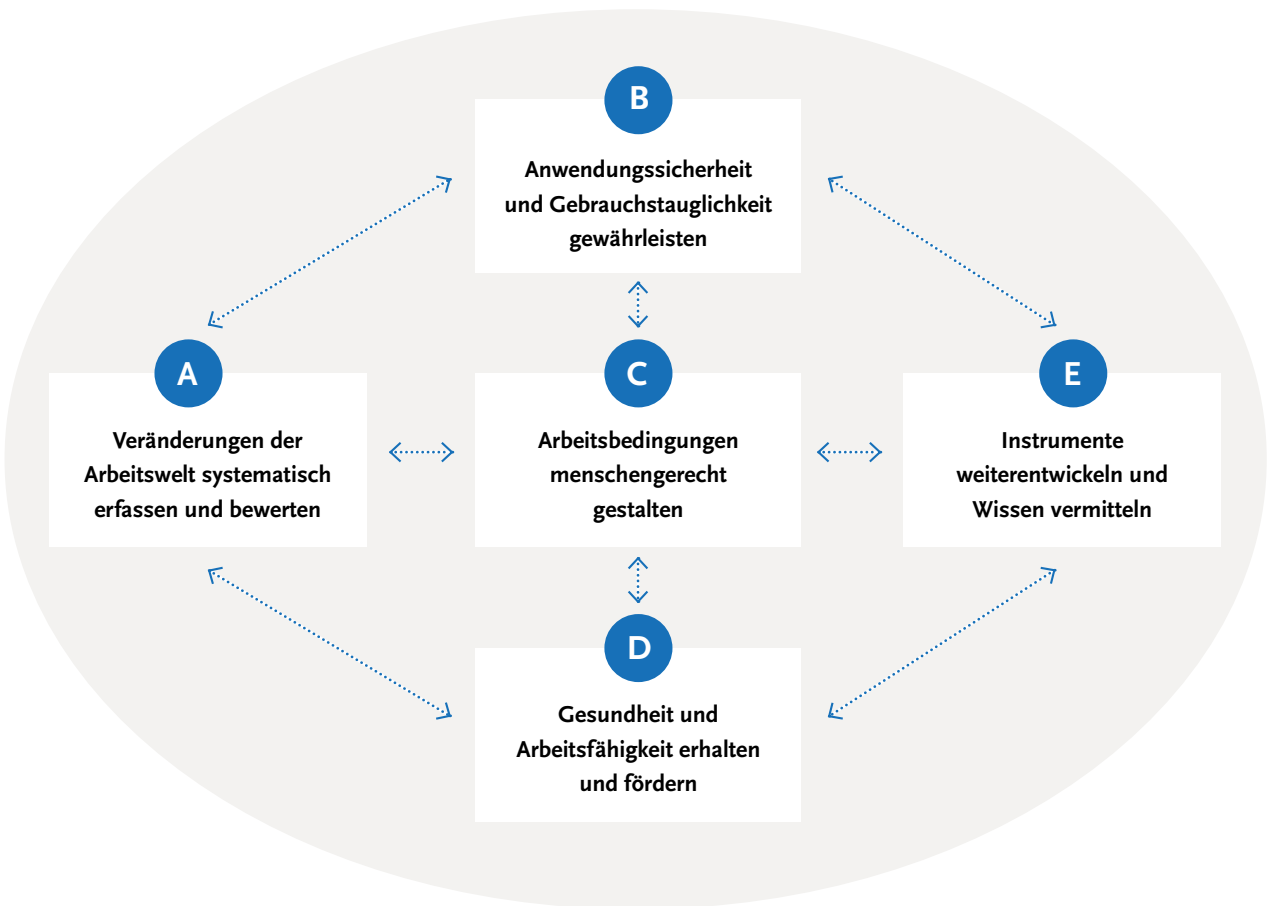 B
Anwendungssicherheit
und Gebrauchstauglichkeit
gewährleisten
A
Veränderungen der
Arbeitswelt systematisch
erfassen und bewerten
C
Arbeitsbedingungen
menschengerecht
gestalten
E
Instrumente
weiterentwickeln und
Wissen vermitteln
D
Gesundheit und
Arbeitsfähigkeit erhalten
und fördern